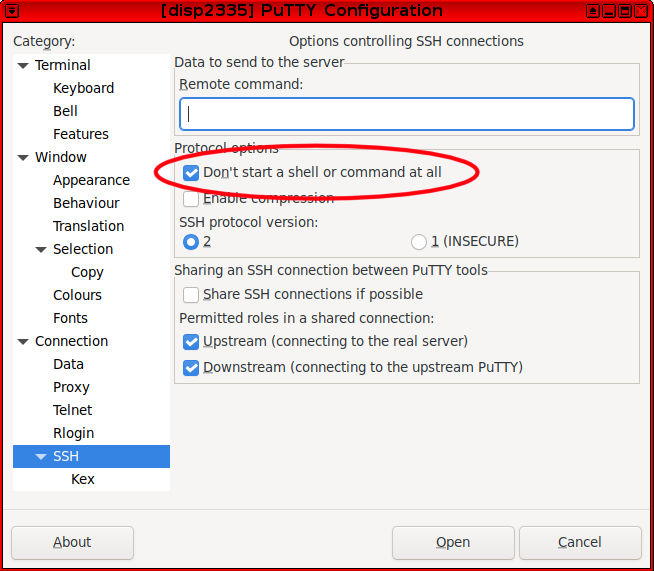 [disp2335] PuTTY Configuration
Category:
Terminal
Keyboard
Bell
Features
Window
Appearance
Behaviour
Translation
Selection
Copy
Colours
Fonts
Connection
Data
Proxy
Telnet
Rlogin
SSH
Kex
Options controlling SSH connections
Data to send to the server
Remote command:
Protocol options
Don't start a shell or command at all
Enable compression
SSH protocol version:
2 1 (INSECURE)
Sharing an SSH connection between PuTTY tools
Share SSH connections if possible
Permitted roles in a shared connection:
Upstream (connecting to the real server)
Downstream (connecting to the upstream PuTTY)
About Open Cancel